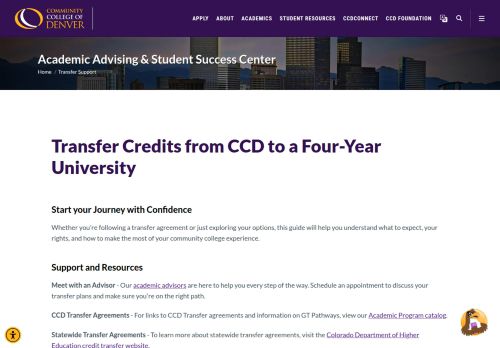 COMMUNITY
COLLEGE OF
DENVER
APPLY ABOUT ACADEMICS STUDENT RESOURCES CCDCONNECT CCD FOUNDATION
Academic Advising & Student Success Center
Home / Transfer Support
Transfer Credits from CCD to a Four-Year
University
Start your Journey with Confidence
Whether you're following a transfer agreement or just exploring your options, this guide will help you understand what to expect, your
rights, and how to make the most of your community college experience.
Support and Resources
Meet with an Advisor - Our academic advisors are here to help you every step of the way. Schedule an appointment to discuss your
transfer plans and make sure you're on the right path.
CCD Transfer Agreements - For links to CCD Transfer agreements and information on GT Pathways, view our Academic Program catalog.
Statewide Transfer Agreements - To learn more about statewide transfer agreements, visit the Colorado Department of Higher
Education credit transfer website.